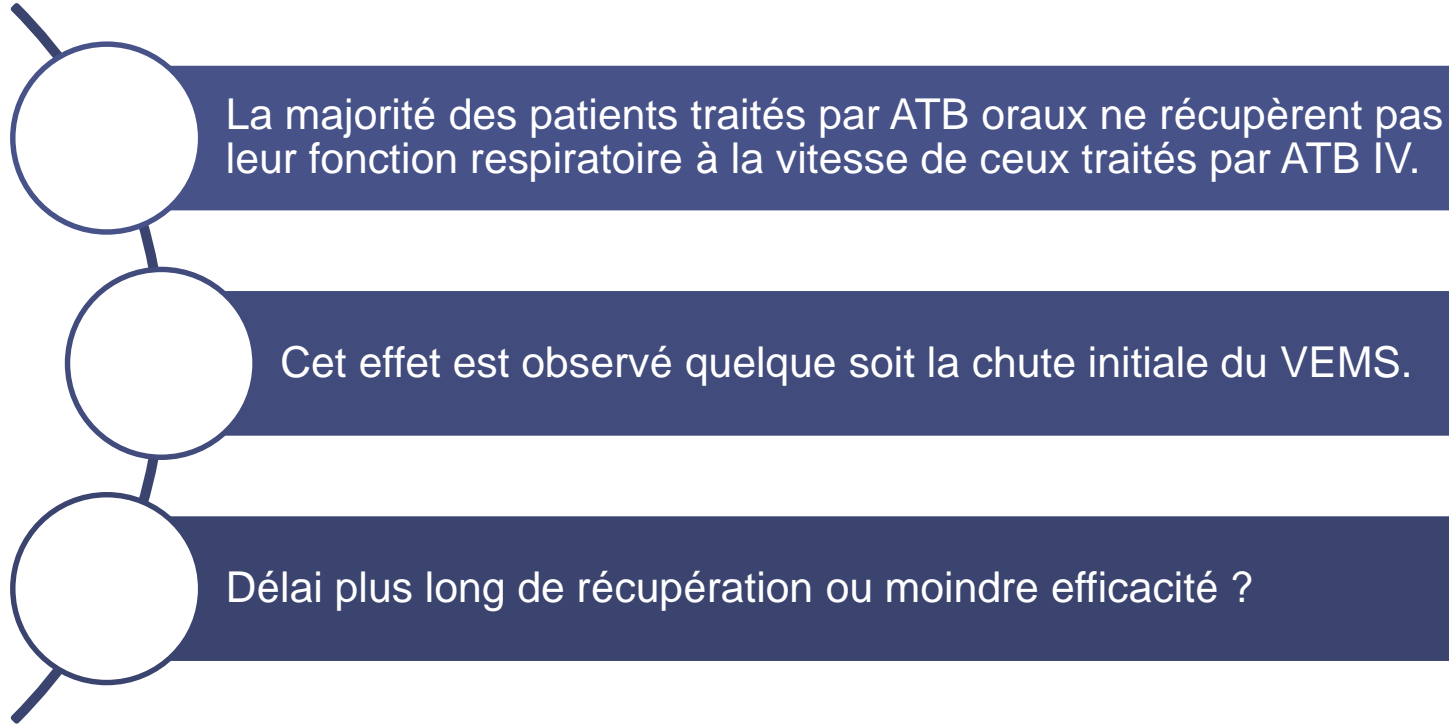 La majorité des patients traités par ATB oraux ne récupèrent pas
leur fonction respiratoire à la vitesse de ceux traités par ATB IV.
Cet effet est observé quelque soit la chute initiale du VEMS.
Délai plus long de récupération ou moindre efficacité ?